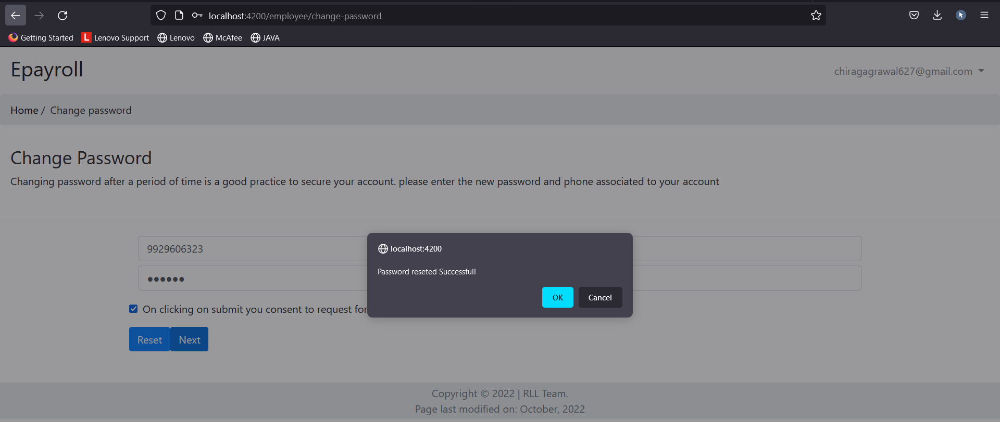 localhost:4200/employee/change-password
Getting Started Lenovo Support Lenovo McAfee JAVA
Epayroll
chiragagrawal627@gmail.com
Home / Change password
Change Password
Changing password after a period of time is a good practice to secure your account. please enter the new password and phone associated to your account
9929606323
localhost:4200
Password reseted Successfull
OK Cancel
●●●●●●
On clicking on submit you consent to request for
Reset Next
Copyright © 2022 | RLL Team.
Page last modified on: October, 2022